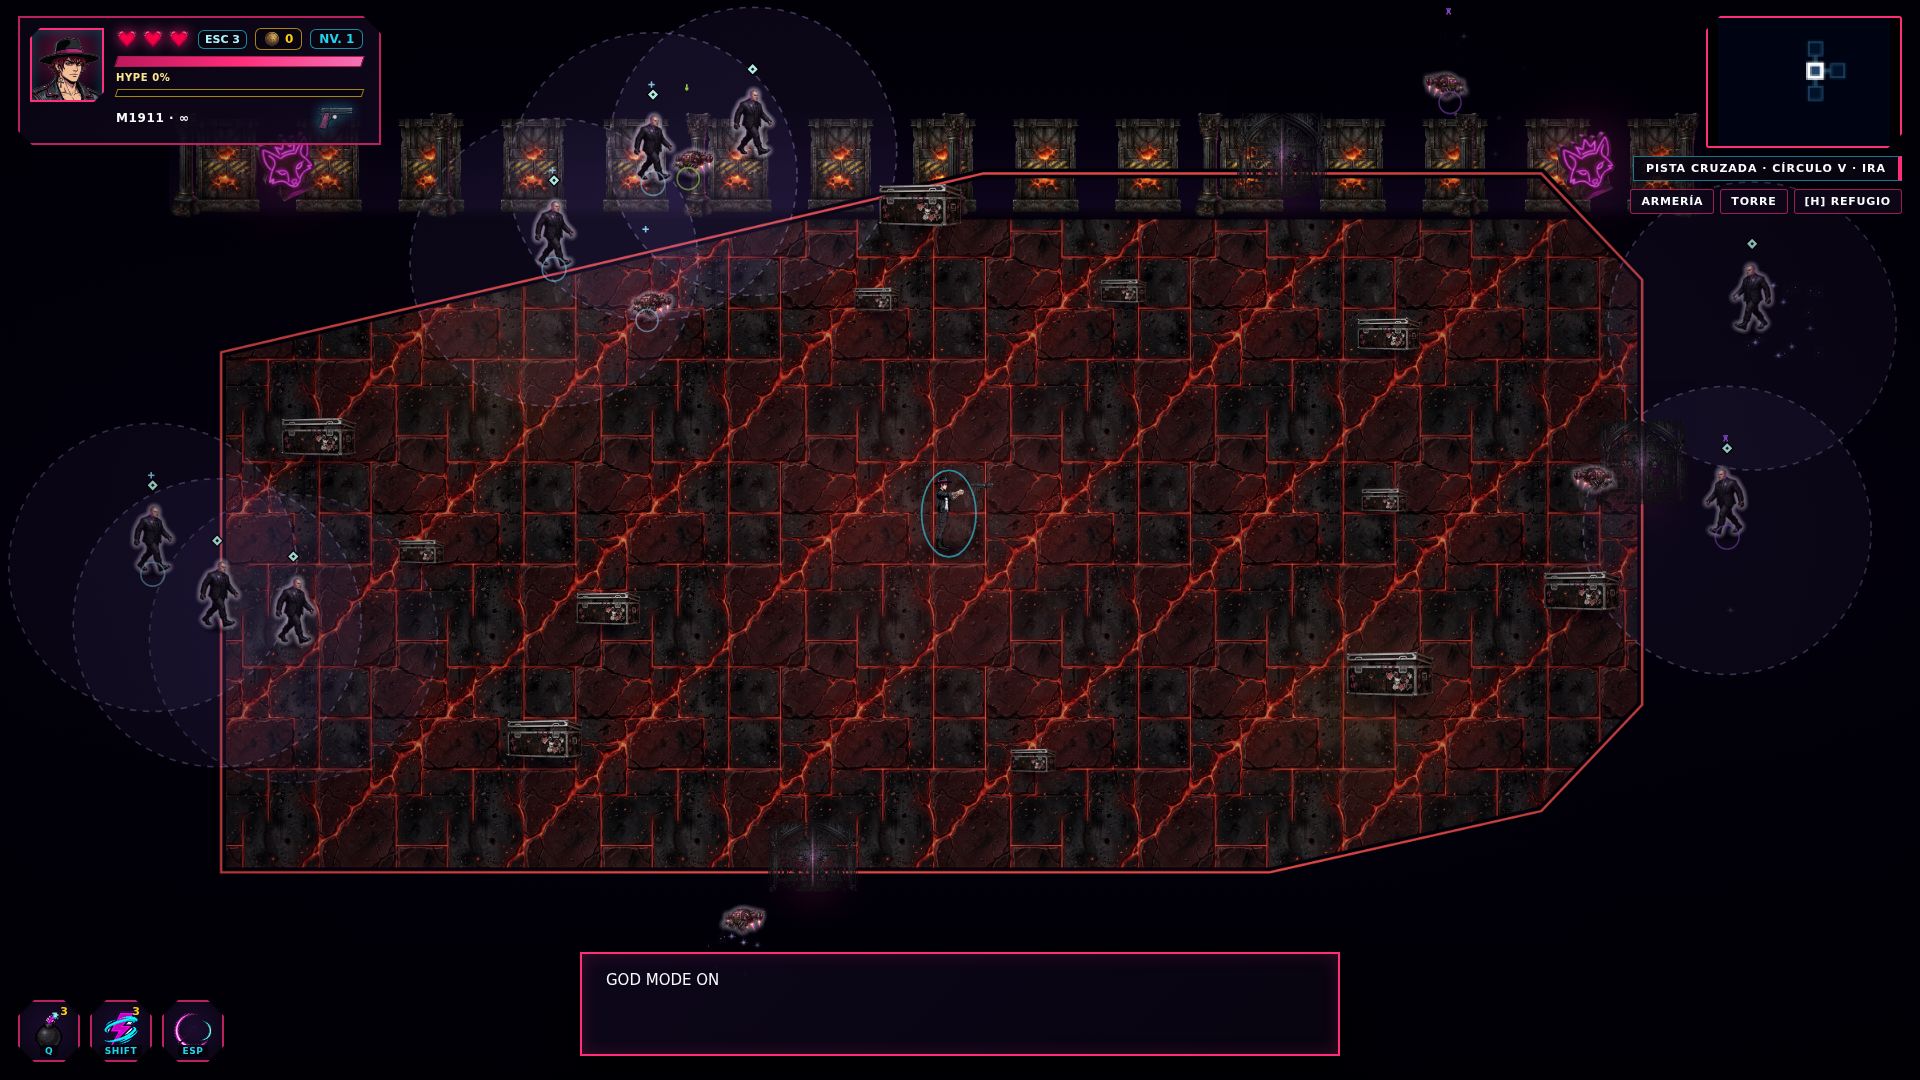 ESC 3
0
NV. 1
HYPE 0%
M1911 · ∞
PISTA CRUZADA · CÍRCULO V · IRA
ARMERÍA
TORRE
[H] REFUGIO
GOD MODE ON
3
Q
3
SHIFT
ESP